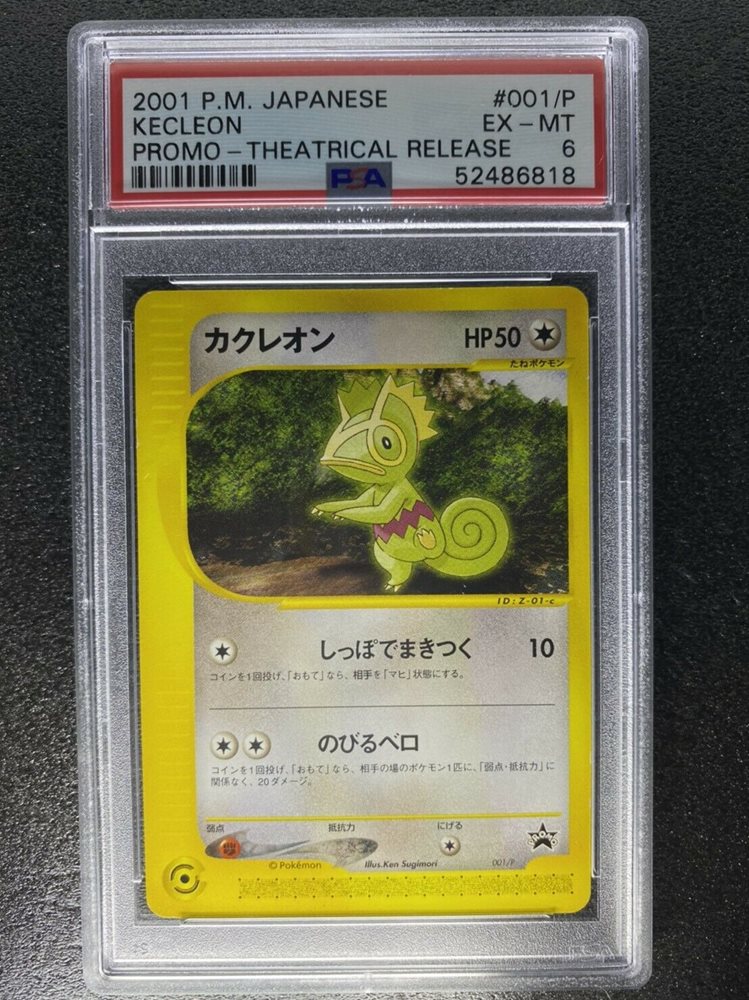 2001 P.M. JAPANESE #001/P
KECLEON EX - MT
PROMO - THEATRICAL RELEASE 6
PSA 52486818
カクレオン HP50
たねポケモン
ID:Z-01-c
しっぽでまきつく 10
コインを1回投げ、「おもて」なら、相手を「マヒ」状態にする。
のびるベロ
コインを1回投げ、「おもて」なら、相手の場のポケモン1匹に、「弱点・抵抗力」に
関係なく、20ダメージ。
弱点 抵抗力 にげる
©Pokémon Illus.Ken Sugimori 001/P